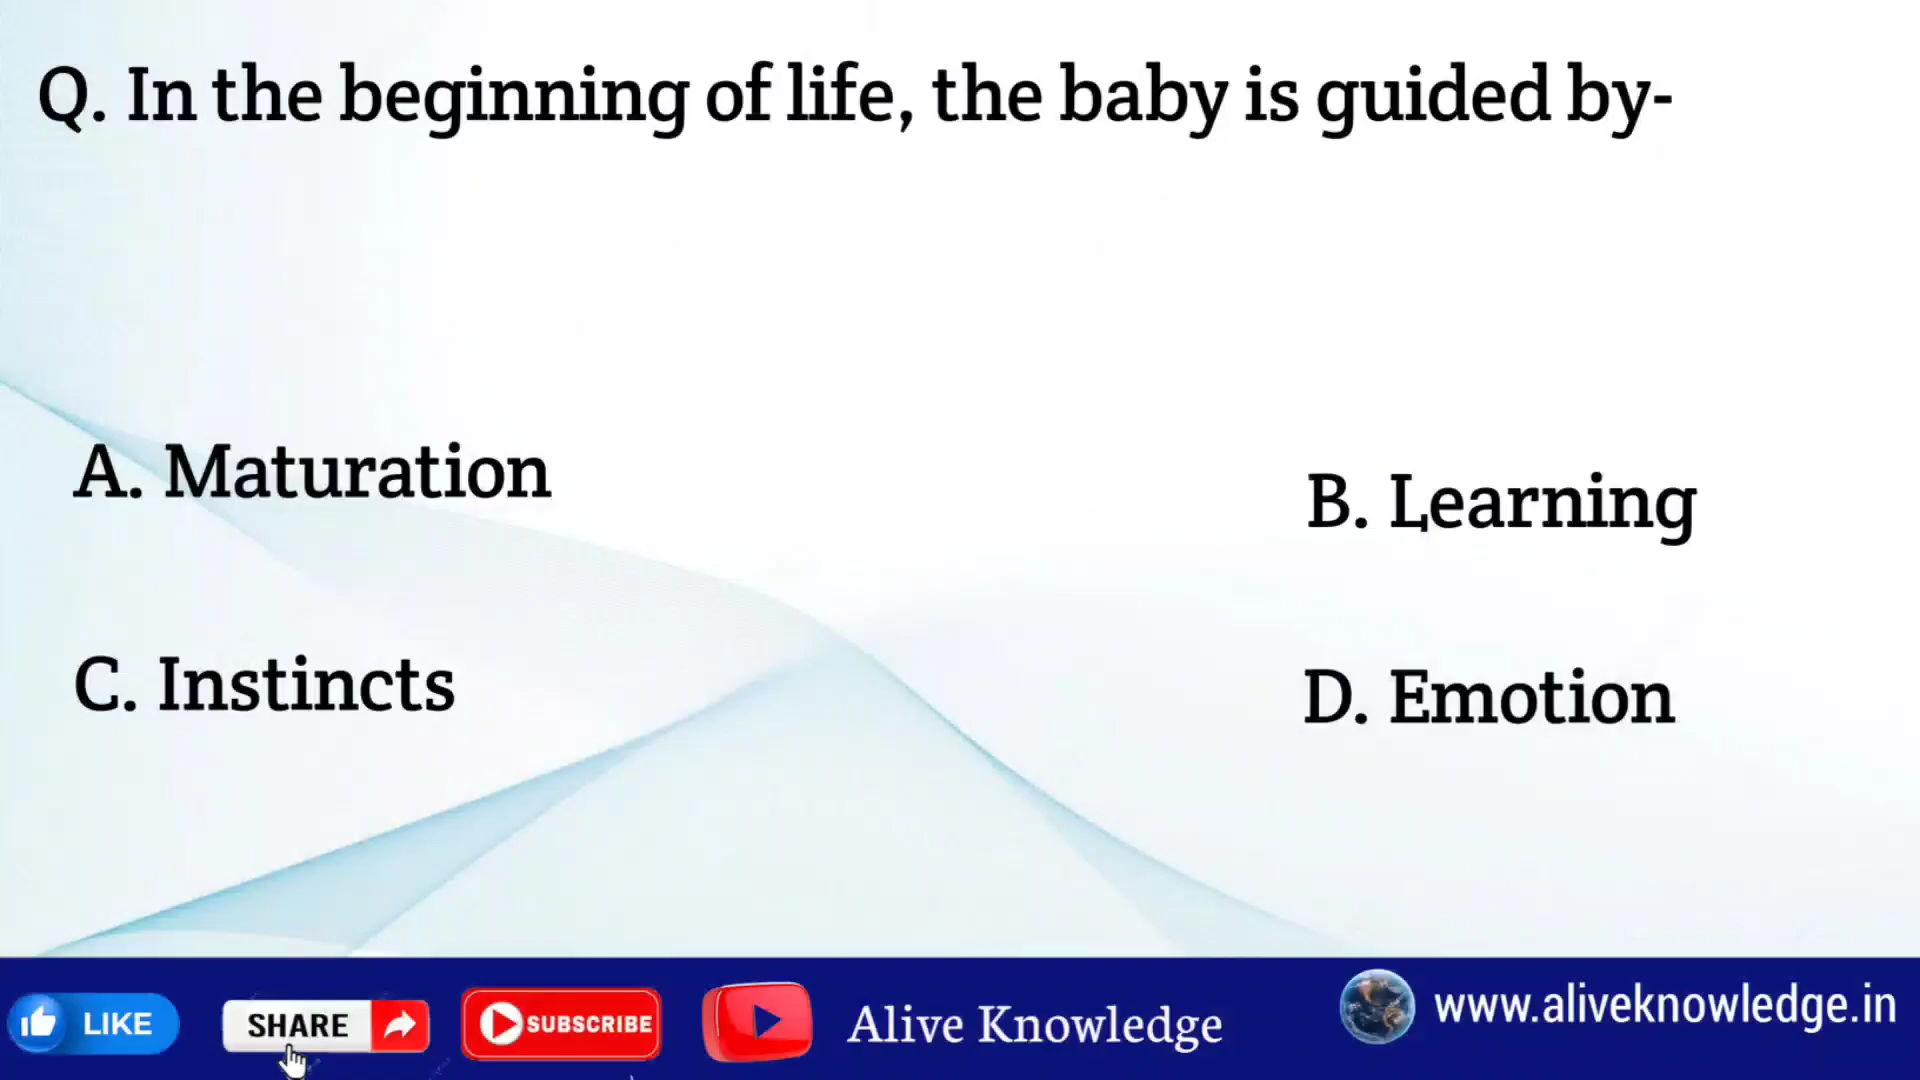 Q. In the beginning of life, the baby is guided by-
A. Maturation
B. Learning
C. Instincts
D. Emotion
LIKE
SHARE
SUBSCRIBE
Alive Knowledge
www.aliveknowledge.in